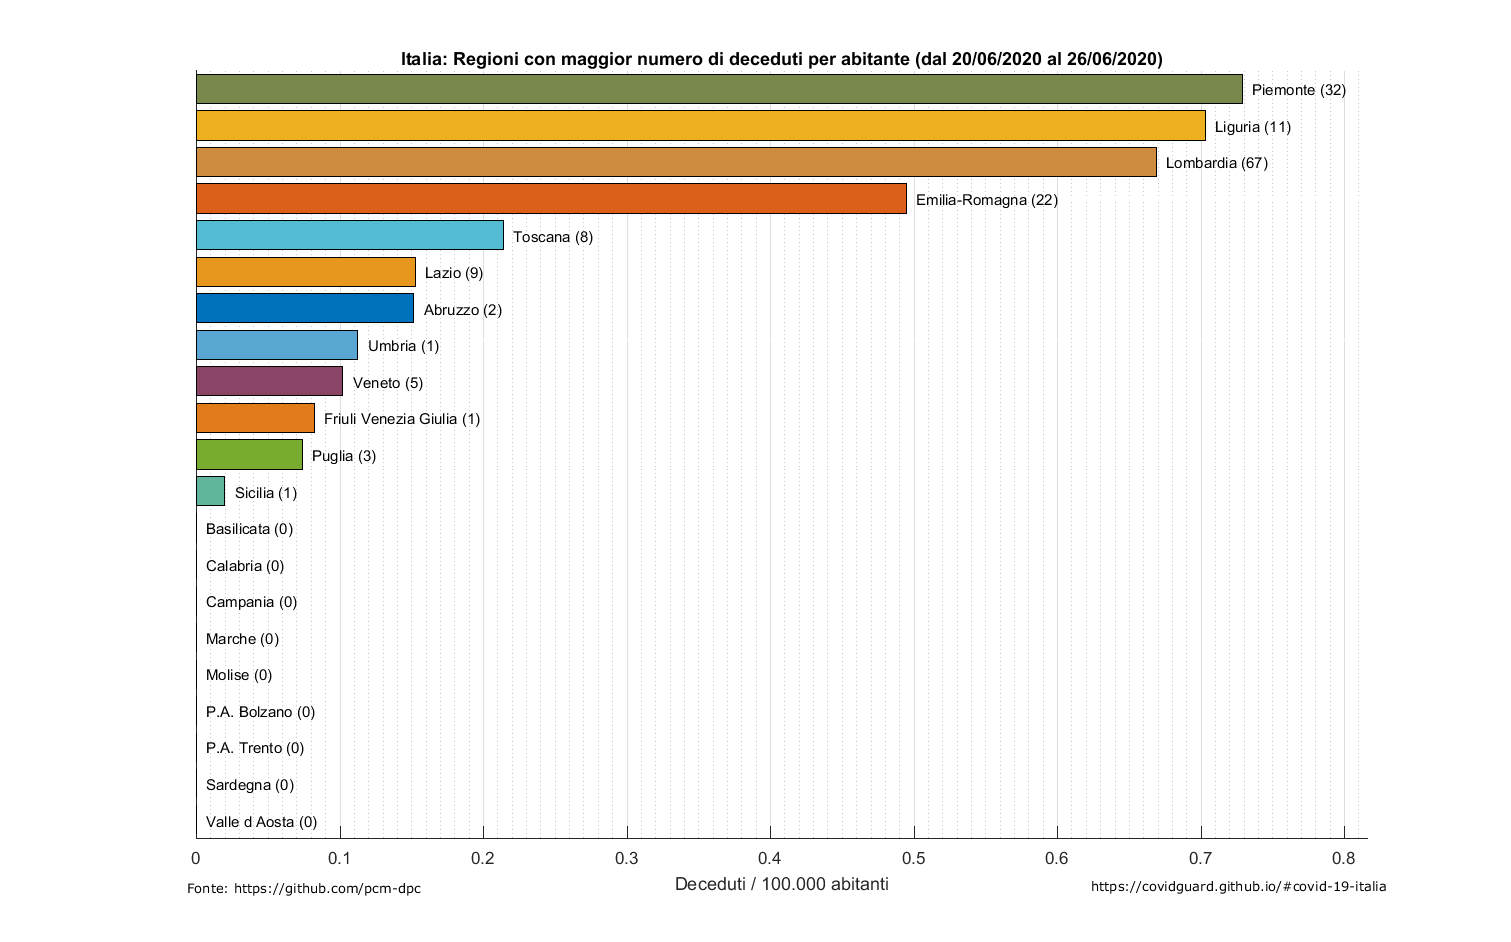 Italia: Regioni con maggior numero di deceduti per abitante (dal 20/06/2020 al 26/06/2020)
Piemonte (32)
Liguria (11)
Lombardia (67)
Emilia-Romagna (22)
Toscana (8)
Lazio (9)
Abruzzo (2)
Umbria (1)
Veneto (5)
Friuli Venezia Giulia (1)
Puglia (3)
Sicilia (1)
Basilicata (0)
Calabria (0)
Campania (0)
Marche (0)
Molise (0)
P.A. Bolzano (0)
P.A. Trento (0)
Sardegna (0)
Valle d Aosta (0)
0 0.1 0.2 0.3 0.4 0.5 0.6 0.7 0.8
Deceduti / 100.000 abitanti
Fonte: https://github.com/pcm-dpc
https://covidguard.github.io/#covid-19-italia